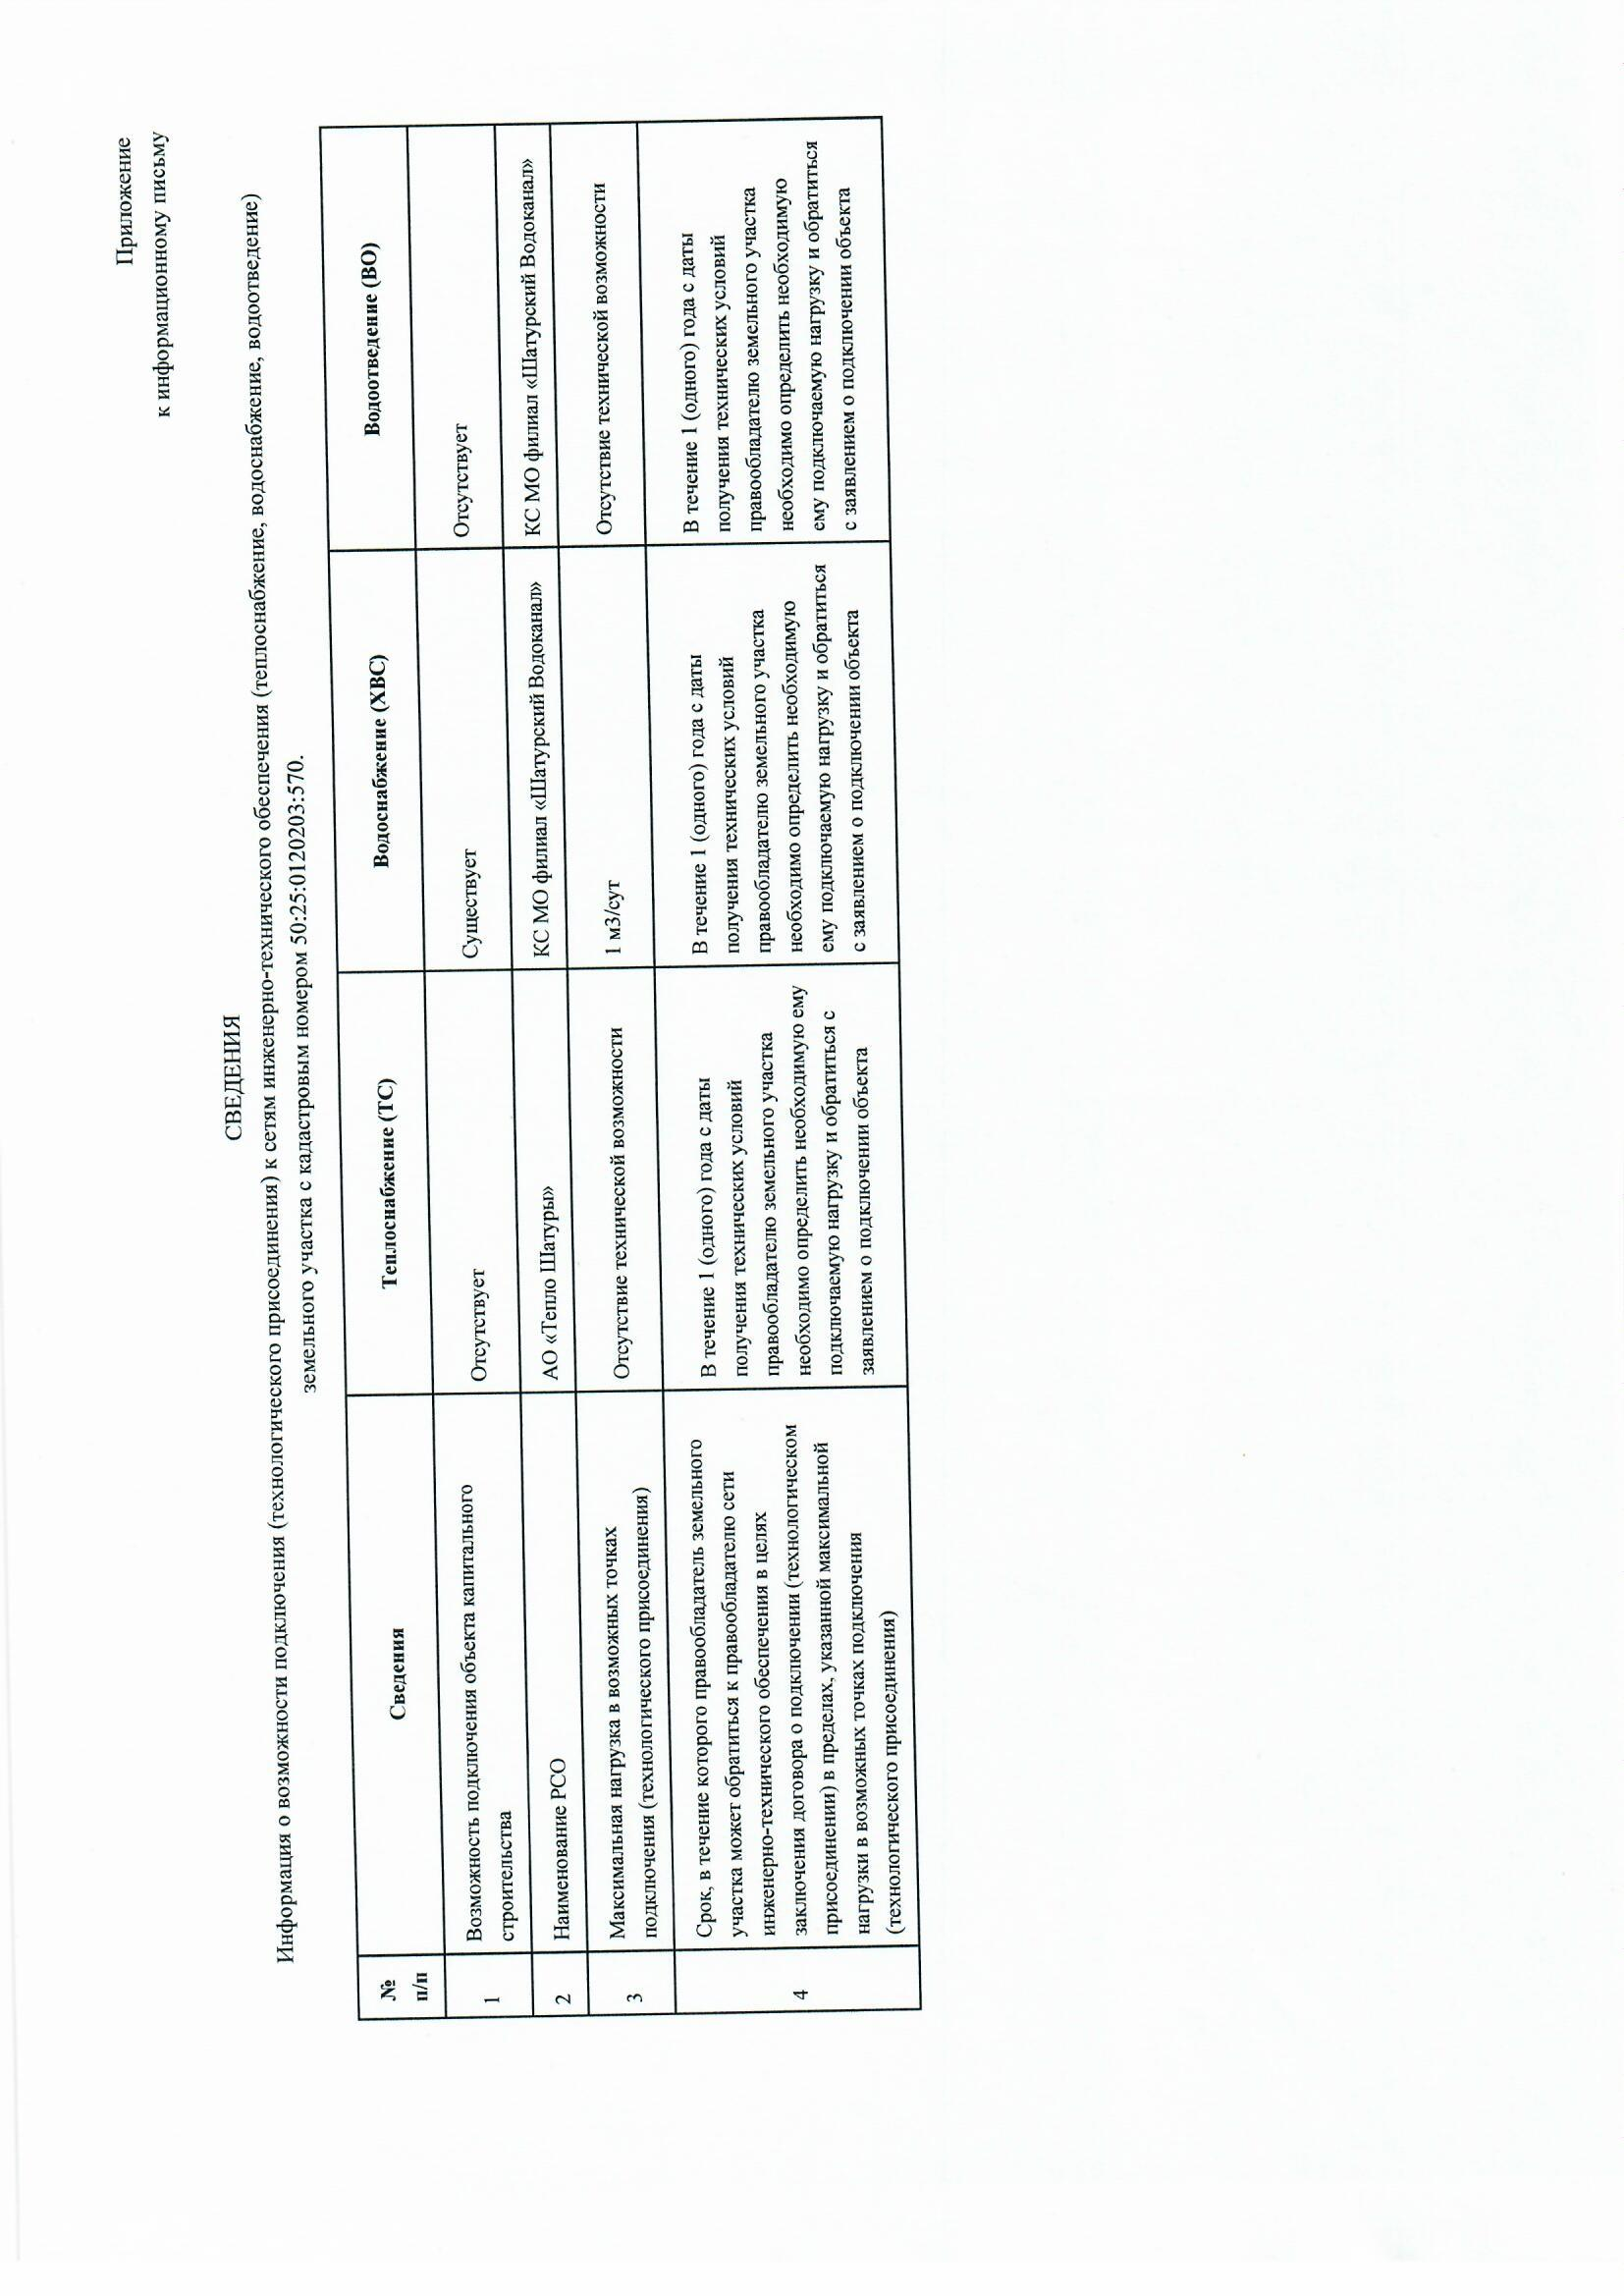 Приложение
к информационному письму
СВЕДЕНИЯ
Информация о возможности подключения (технологического присоединения) к сетям инженерно-технического обеспечения (теплоснабжение, водоснабжение, водоотведение)
земельного участка с кадастровым номером 50:25:0120203:570.
№
п/п
Сведения
Теплоснабжение (ТС)
Водоснабжение (ХВС)
Водоотведение (ВО)
1
Возможность подключения объекта капитального
строительства
Отсутствует
Существует
Отсутствует
2
Наименование РСО
АО «Тепло Шатуры»
КС МО филиал «Шатурский Водоканал»
КС МО филиал «Шатурский Водоканал»
3
Максимальная нагрузка в возможных точках
подключения (технологического присоединения)
Отсутствие технической возможности
1 м3/сут
Отсутствие технической возможности
4
Срок, в течение которого правообладатель земельного
участка может обратиться к правообладателю сети
инженерно-технического обеспечения в целях
заключения договора о подключении (технологическом
присоединении) в пределах, указанной максимальной
нагрузки в возможных точках подключения
(технологического присоединения)
В течение 1 (одного) года с даты
получения технических условий
правообладателю земельного участка
необходимо определить необходимую ему
подключаемую нагрузку и обратиться с
заявлением о подключении объекта
В течение 1 (одного) года с даты
получения технических условий
правообладателю земельного участка
необходимо определить необходимую
ему подключаемую нагрузку и обратиться
с заявлением о подключении объекта
В течение 1 (одного) года с даты
получения технических условий
правообладателю земельного участка
необходимо определить необходимую
ему подключаемую нагрузку и обратиться
с заявлением о подключении объекта